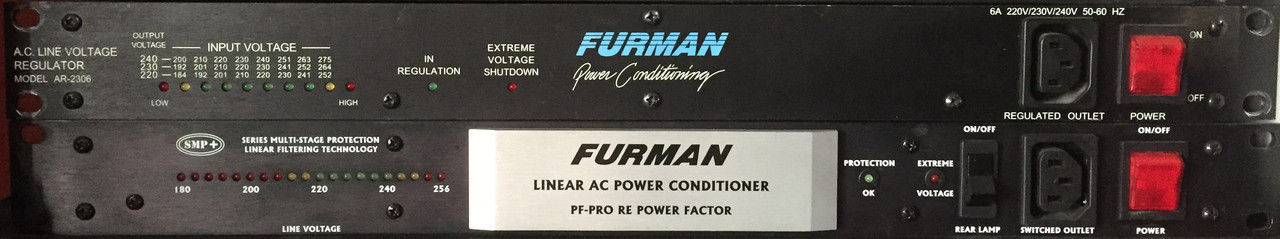 6A 220V/230V/240V 50-60 HZ
A.C. LINE VOLTAGE
REGULATOR
MODEL AR-2306
OUTPUT
VOLTAGE
INPUT VOLTAGE
240 — 200 210 220 230 240 251 263 275
230 — 192 201 210 220 230 240 251 264
220 — 184 192 201 210 220 230 241 252
LOW
HIGH
IN
REGULATION
EXTREME
VOLTAGE
SHUTDOWN
FURMAN
Power Conditioning
ON
OFF
REGULATED OUTLET
POWER
SMP+
SERIES MULTI-STAGE PROTECTION
LINEAR FILTERING TECHNOLOGY
180 200 220 240 256
LINE VOLTAGE
FURMAN
LINEAR AC POWER CONDITIONER
PF-PRO RE POWER FACTOR
PROTECTION
OK
EXTREME
VOLTAGE
ON/OFF
REAR LAMP
SWITCHED OUTLET
ON/OFF
POWER